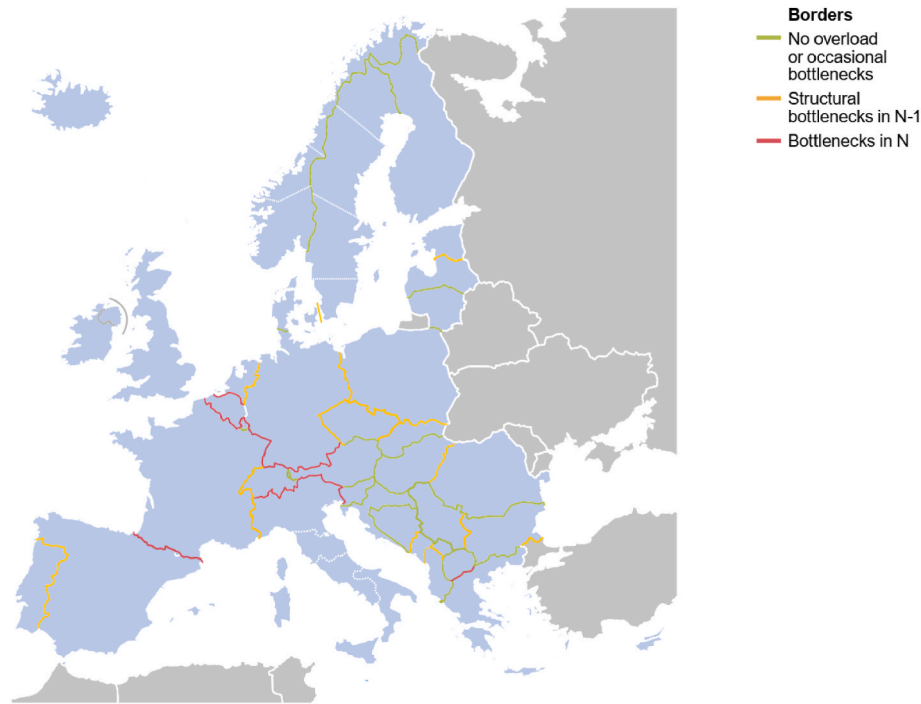 Borders
No overload
or occasional
bottlenecks
Structural
bottlenecks in N-1
Bottlenecks in N